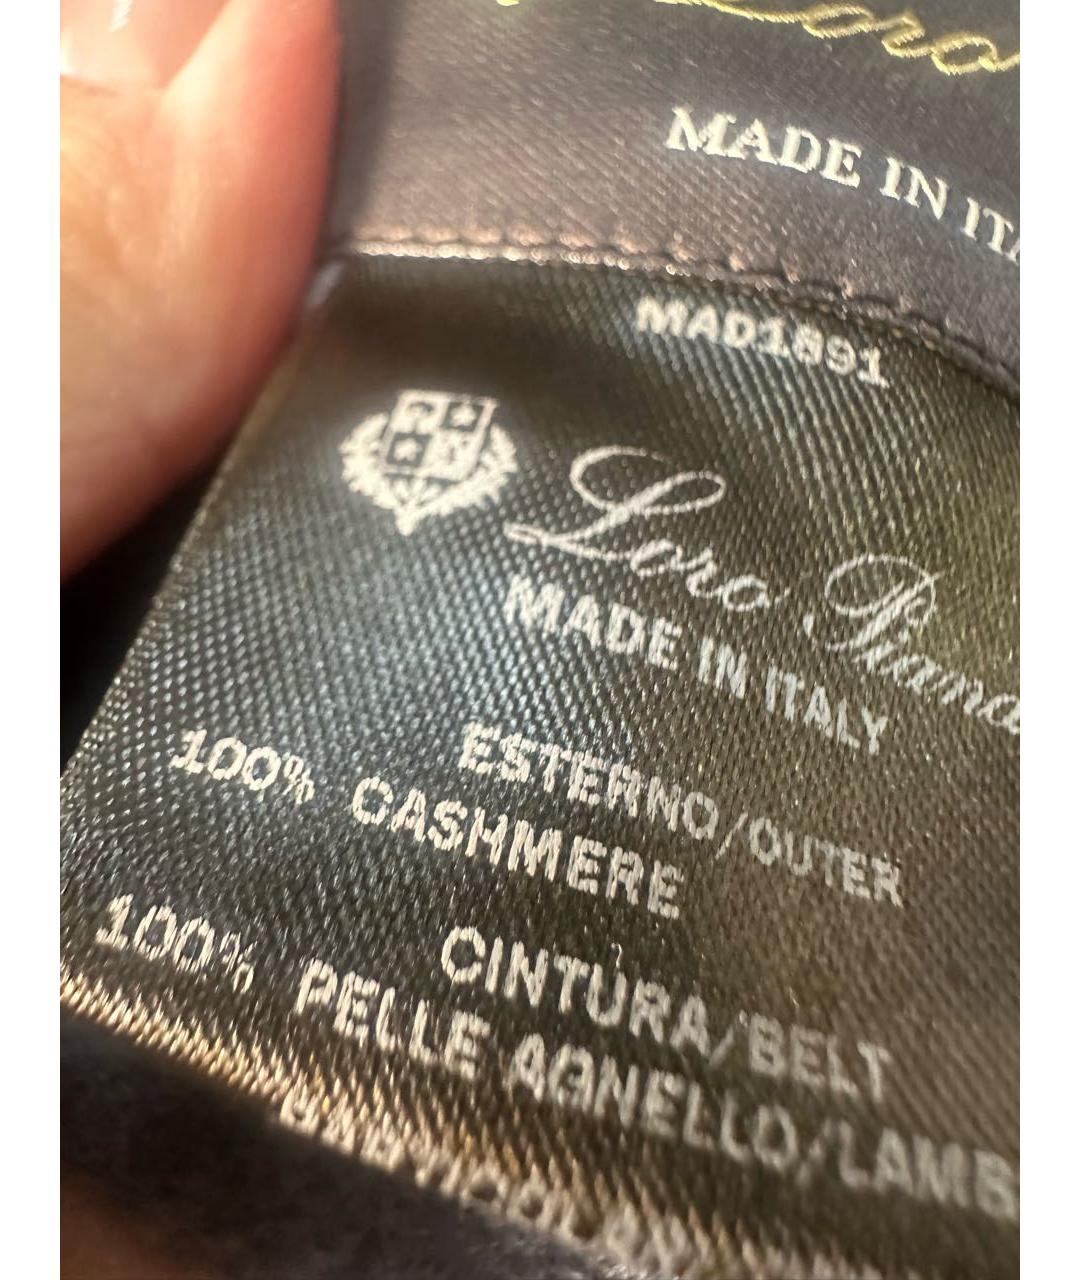 Loro
MADE IN ITA
MAD1891
Loro Piana
MADE IN ITALY
ESTERNO/OUTER
100% CASHMERE
CINTURA/BELT
100% PELLE AGNELLO/LAMB